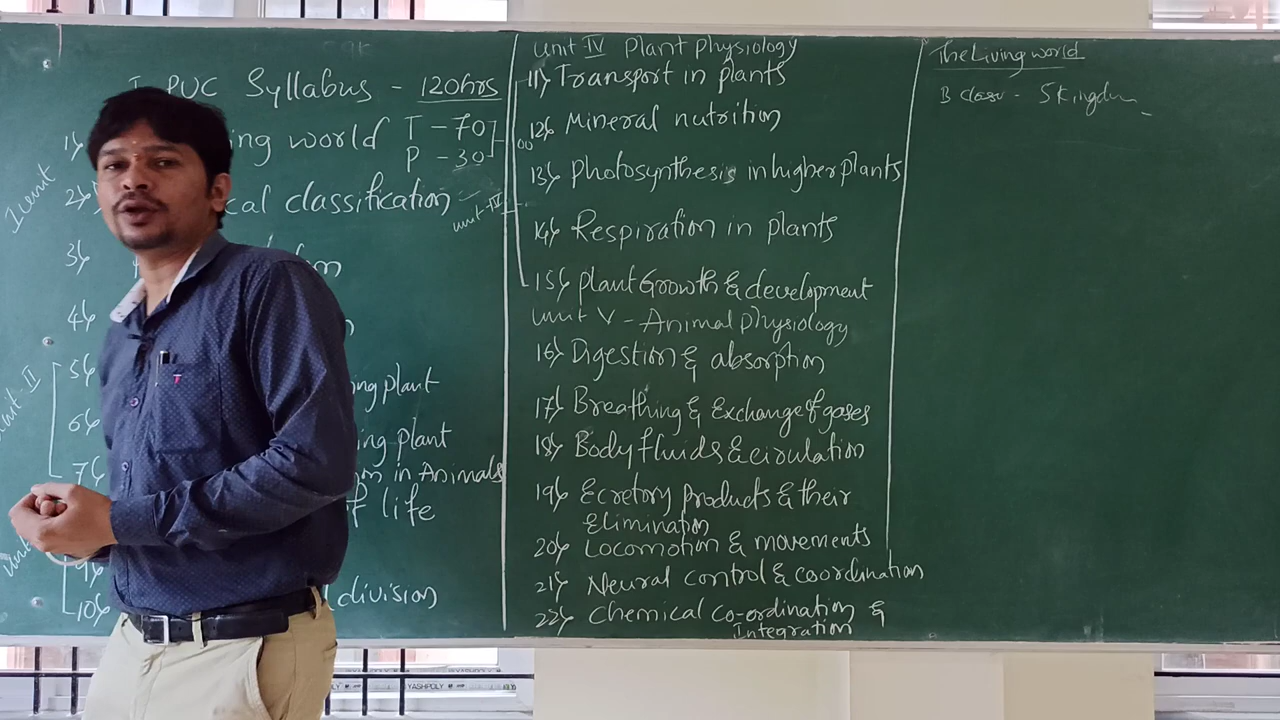 I PUC Syllabus - 120hrs
1) ing world T - 70
P - 30
2) cal classification
unit-IV
I unit
3)
4)
unit II
5) ing plant
6) ing plant
7) in Animals
of life
9)
10) division
unit IV Plant physiology
11) Transport in plants
12) Mineral nutrition
13) Photosynthesis in higher plants
14) Respiration in plants
15) plant Growth & development
unit V - Animal physiology
16) Digestion & absorption
17) Breathing & Exchange of gases
18) Body fluids & circulation
19) Ecretory products & their
Elimination
20) Locomotion & movements
21) Neural control & coordination
22) Chemical co-ordination &
Integration
The Living world
5 kingdom
YASHPOLY